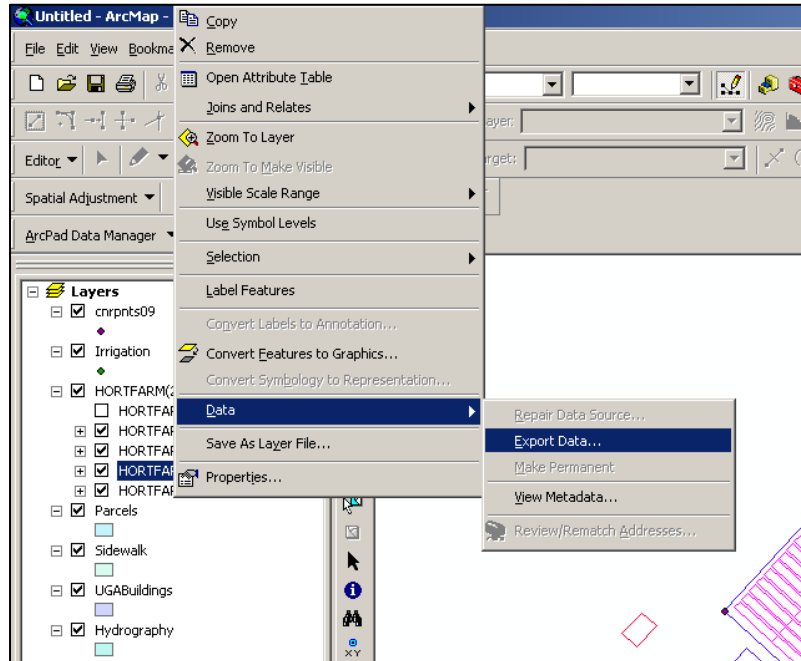 Untitled - ArcMap -
File Edit View Bookma
Editor
Spatial Adjustment
ArcPad Data Manager
Layers
cnrpnts09
Irrigation
HORTFARM(2
HORTFAR
HORTFAR
HORTFAR
HORTFAR
HORTFAR
Parcels
Sidewalk
UGABuildings
Hydrography
Copy
Remove
Open Attribute Table
Joins and Relates
Zoom To Layer
Zoom To Make Visible
Visible Scale Range
Use Symbol Levels
Selection
Label Features
Convert Labels to Annotation...
Convert Features to Graphics...
Convert Symbology to Representation...
Data
Save As Layer File...
Properties...
ayer:
rget:
Repair Data Source...
Export Data...
Make Permanent
View Metadata...
Review/Rematch Addresses...
XY